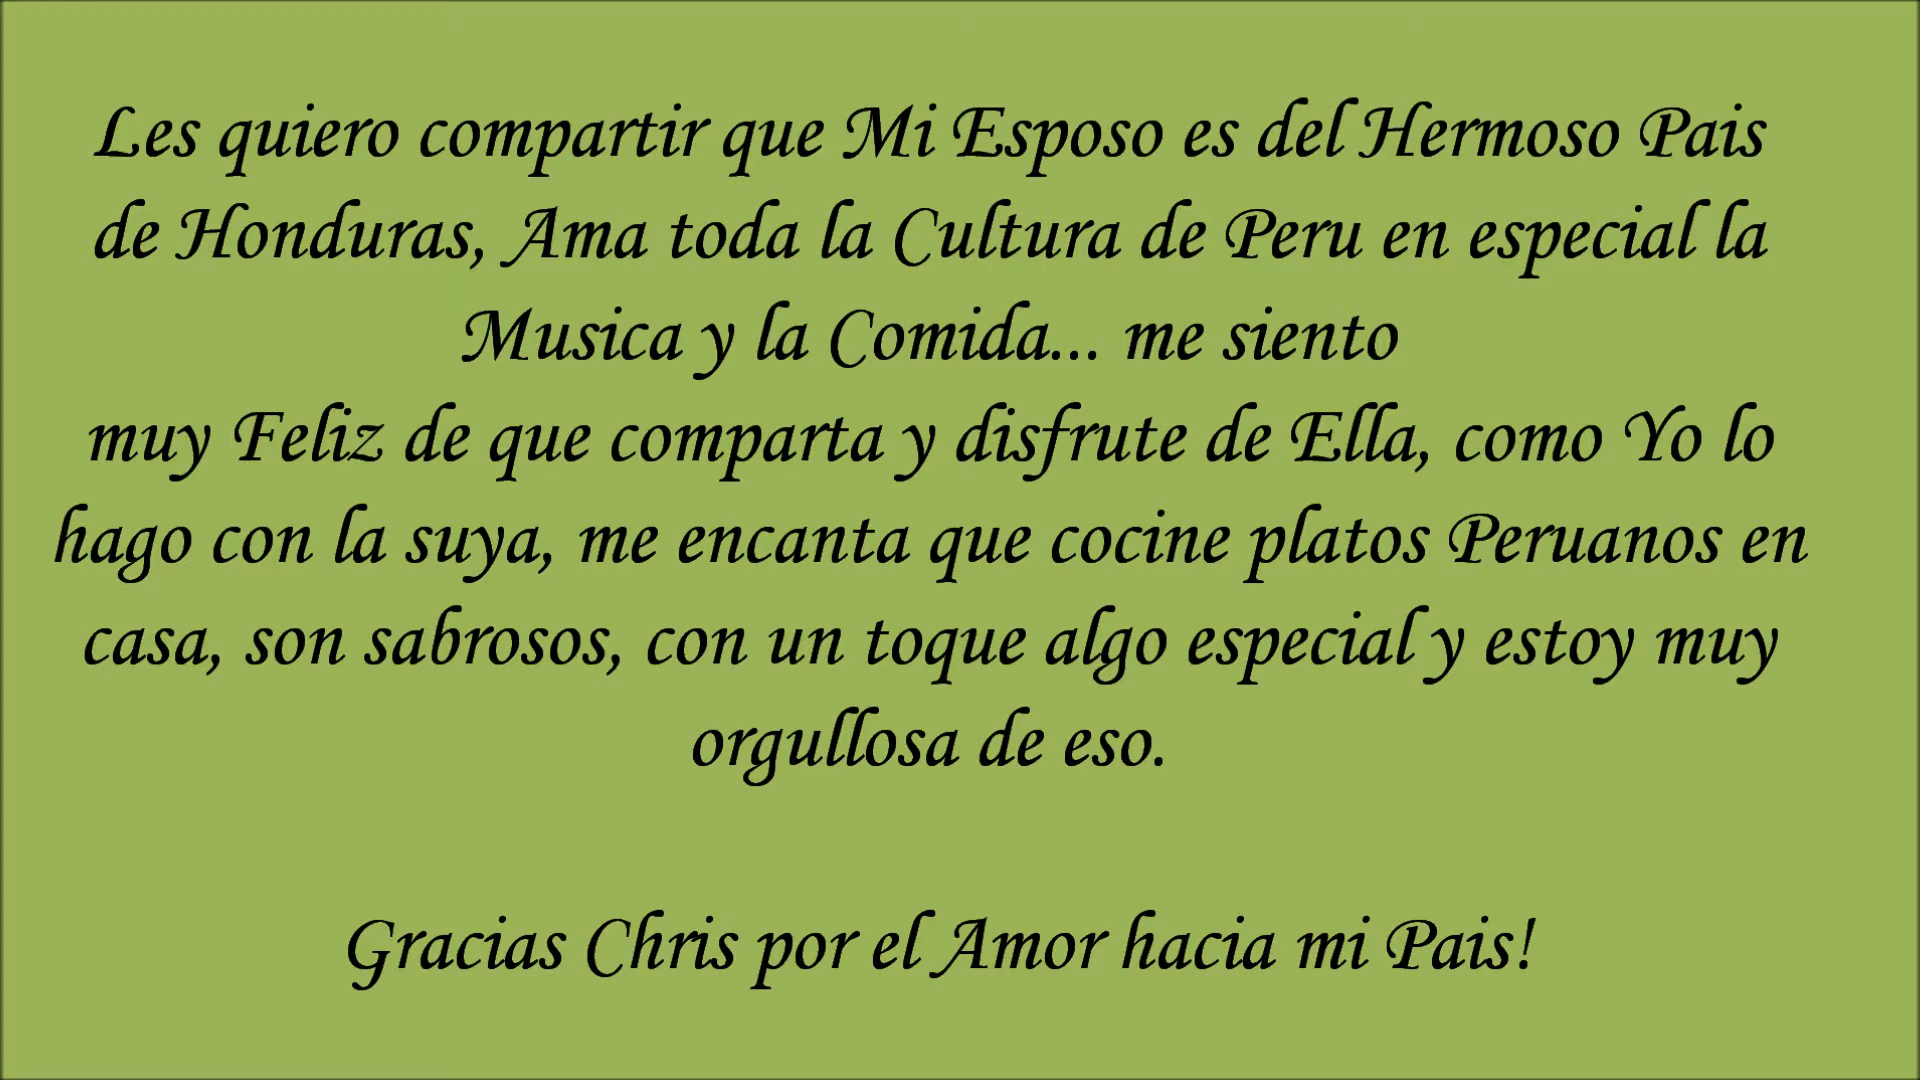 Les quiero compartir que Mi Esposo es del Hermoso Pais
de Honduras, Ama toda la Cultura de Peru en especial la
Musica y la Comida... me siento
muy Feliz de que comparta y disfrute de Ella, como Yo lo
hago con la suya, me encanta que cocine platos Peruanos en
casa, son sabrosos, con un toque algo especial y estoy muy
orgullosa de eso.
Gracias Chris por el Amor hacia mi Pais!